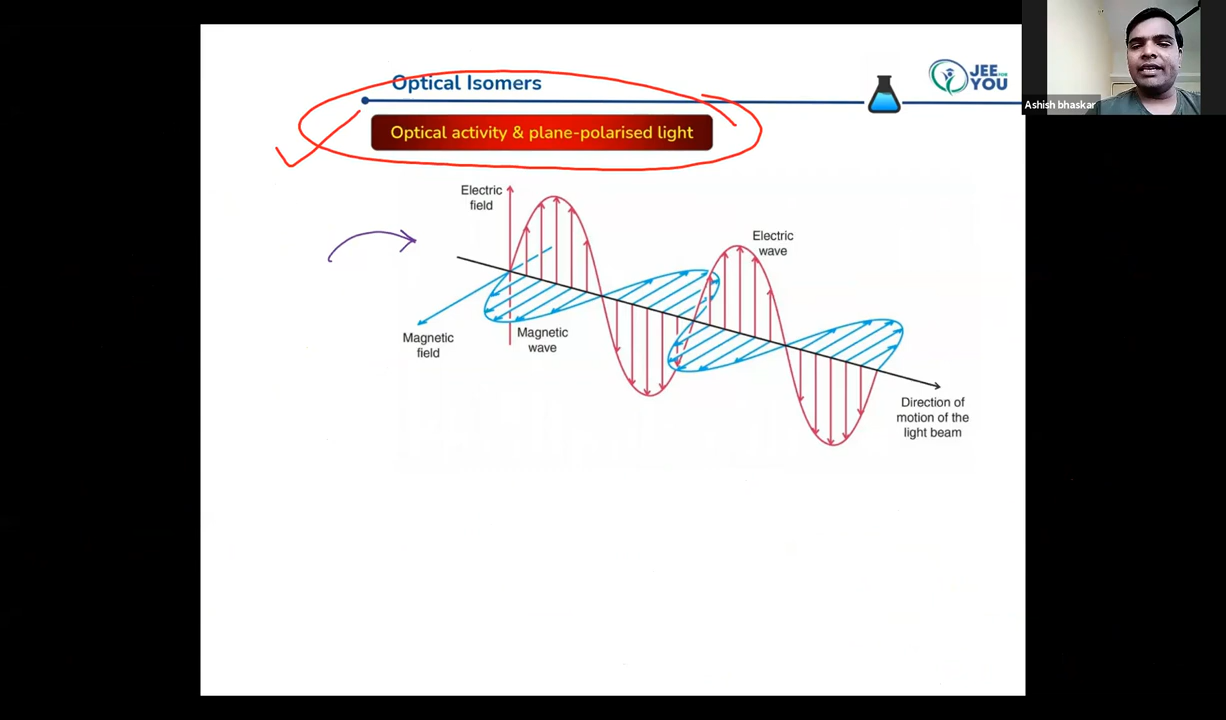 Optical Isomers
JEE FOR
YOU
Ashish bhaskar
Optical activity & plane-polarised light
Electric
field
Electric
wave
Magnetic
field
Magnetic
wave
Direction of
motion of the
light beam